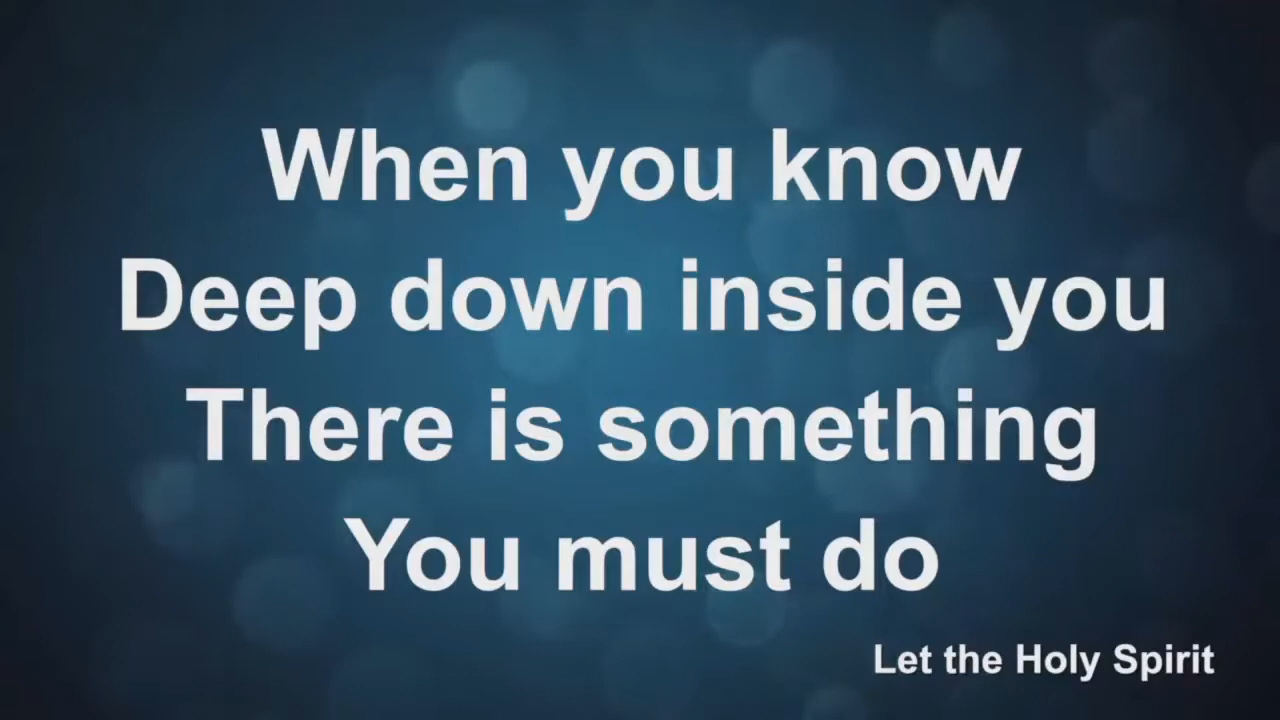 When you know
Deep down inside you
There is something
You must do
Let the Holy Spirit